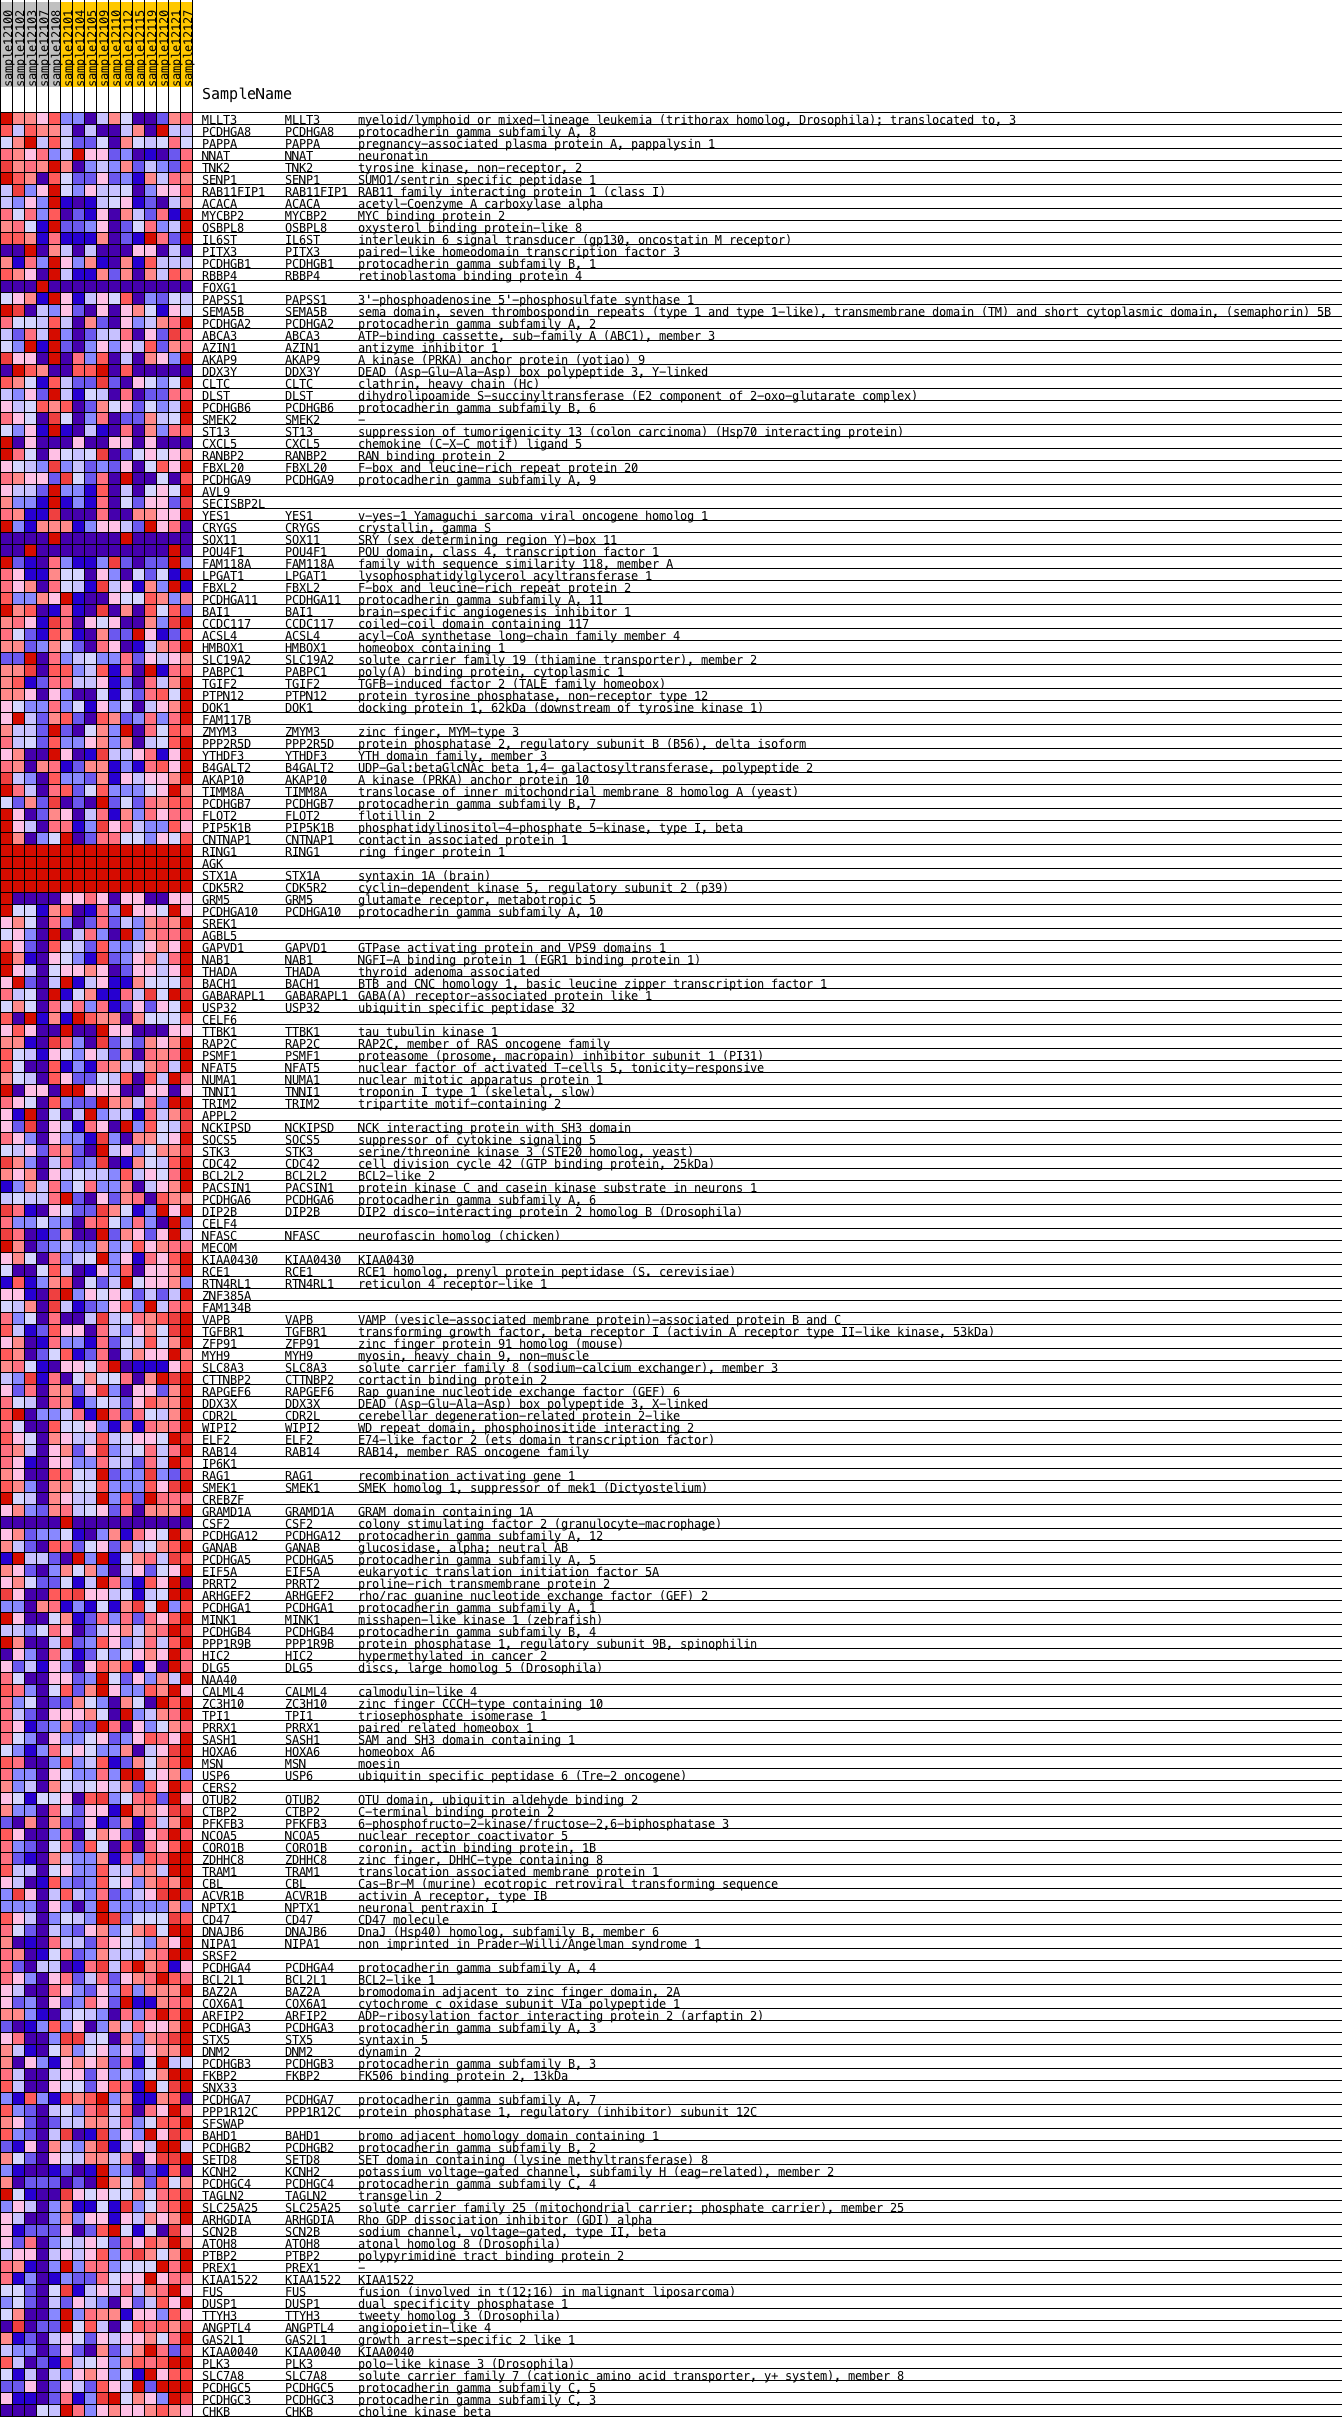 sample12100 sample12102 sample12103 sample12107 sample12108 sample12101 sample12104 sample12105 sample12109 sample12110 sample12112 sample12115 sample12119 sample12120 sample12121 sample12127
SampleName
MLLT3 MLLT3 myeloid/lymphoid or mixed-lineage leukemia (trithorax homolog, Drosophila); translocated to, 3
PCDHGA8 PCDHGA8 protocadherin gamma subfamily A, 8
PAPPA PAPPA pregnancy-associated plasma protein A, pappalysin 1
NNAT NNAT neuronatin
TNK2 TNK2 tyrosine kinase, non-receptor, 2
SENP1 SENP1 SUMO1/sentrin specific peptidase 1
RAB11FIP1 RAB11FIP1 RAB11 family interacting protein 1 (class I)
ACACA ACACA acetyl-Coenzyme A carboxylase alpha
MYCBP2 MYCBP2 MYC binding protein 2
OSBPL8 OSBPL8 oxysterol binding protein-like 8
IL6ST IL6ST interleukin 6 signal transducer (gp130, oncostatin M receptor)
PITX3 PITX3 paired-like homeodomain transcription factor 3
PCDHGB1 PCDHGB1 protocadherin gamma subfamily B, 1
RBBP4 RBBP4 retinoblastoma binding protein 4
FOXG1
PAPSS1 PAPSS1 3'-phosphoadenosine 5'-phosphosulfate synthase 1
SEMA5B SEMA5B sema domain, seven thrombospondin repeats (type 1 and type 1-like), transmembrane domain (TM) and short cytoplasmic domain, (semaphorin) 5B
PCDHGA2 PCDHGA2 protocadherin gamma subfamily A, 2
ABCA3 ABCA3 ATP-binding cassette, sub-family A (ABC1), member 3
AZIN1 AZIN1 antizyme inhibitor 1
AKAP9 AKAP9 A kinase (PRKA) anchor protein (yotiao) 9
DDX3Y DDX3Y DEAD (Asp-Glu-Ala-Asp) box polypeptide 3, Y-linked
CLTC CLTC clathrin, heavy chain (Hc)
DLST DLST dihydrolipoamide S-succinyltransferase (E2 component of 2-oxo-glutarate complex)
PCDHGB6 PCDHGB6 protocadherin gamma subfamily B, 6
SMEK2 SMEK2 -
ST13 ST13 suppression of tumorigenicity 13 (colon carcinoma) (Hsp70 interacting protein)
CXCL5 CXCL5 chemokine (C-X-C motif) ligand 5
RANBP2 RANBP2 RAN binding protein 2
FBXL20 FBXL20 F-box and leucine-rich repeat protein 20
PCDHGA9 PCDHGA9 protocadherin gamma subfamily A, 9
AVL9
SECISBP2L
YES1 YES1 v-yes-1 Yamaguchi sarcoma viral oncogene homolog 1
CRYGS CRYGS crystallin, gamma S
SOX11 SOX11 SRY (sex determining region Y)-box 11
POU4F1 POU4F1 POU domain, class 4, transcription factor 1
FAM118A FAM118A family with sequence similarity 118, member A
LPGAT1 LPGAT1 lysophosphatidylglycerol acyltransferase 1
FBXL2 FBXL2 F-box and leucine-rich repeat protein 2
PCDHGA11 PCDHGA11 protocadherin gamma subfamily A, 11
BAI1 BAI1 brain-specific angiogenesis inhibitor 1
CCDC117 CCDC117 coiled-coil domain containing 117
ACSL4 ACSL4 acyl-CoA synthetase long-chain family member 4
HMBOX1 HMBOX1 homeobox containing 1
SLC19A2 SLC19A2 solute carrier family 19 (thiamine transporter), member 2
PABPC1 PABPC1 poly(A) binding protein, cytoplasmic 1
TGIF2 TGIF2 TGFB-induced factor 2 (TALE family homeobox)
PTPN12 PTPN12 protein tyrosine phosphatase, non-receptor type 12
DOK1 DOK1 docking protein 1, 62kDa (downstream of tyrosine kinase 1)
FAM117B
ZMYM3 ZMYM3 zinc finger, MYM-type 3
PPP2R5D PPP2R5D protein phosphatase 2, regulatory subunit B (B56), delta isoform
YTHDF3 YTHDF3 YTH domain family, member 3
B4GALT2 B4GALT2 UDP-Gal:betaGlcNAc beta 1,4- galactosyltransferase, polypeptide 2
AKAP10 AKAP10 A kinase (PRKA) anchor protein 10
TIMM8A TIMM8A translocase of inner mitochondrial membrane 8 homolog A (yeast)
PCDHGB7 PCDHGB7 protocadherin gamma subfamily B, 7
FLOT2 FLOT2 flotillin 2
PIP5K1B PIP5K1B phosphatidylinositol-4-phosphate 5-kinase, type I, beta
CNTNAP1 CNTNAP1 contactin associated protein 1
RING1 RING1 ring finger protein 1
AGK
STX1A STX1A syntaxin 1A (brain)
CDK5R2 CDK5R2 cyclin-dependent kinase 5, regulatory subunit 2 (p39)
GRM5 GRM5 glutamate receptor, metabotropic 5
PCDHGA10 PCDHGA10 protocadherin gamma subfamily A, 10
SREK1
AGBL5
GAPVD1 GAPVD1 GTPase activating protein and VPS9 domains 1
NAB1 NAB1 NGFI-A binding protein 1 (EGR1 binding protein 1)
THADA THADA thyroid adenoma associated
BACH1 BACH1 BTB and CNC homology 1, basic leucine zipper transcription factor 1
GABARAPL1 GABARAPL1 GABA(A) receptor-associated protein like 1
USP32 USP32 ubiquitin specific peptidase 32
CELF6
TTBK1 TTBK1 tau tubulin kinase 1
RAP2C RAP2C RAP2C, member of RAS oncogene family
PSMF1 PSMF1 proteasome (prosome, macropain) inhibitor subunit 1 (PI31)
NFAT5 NFAT5 nuclear factor of activated T-cells 5, tonicity-responsive
NUMA1 NUMA1 nuclear mitotic apparatus protein 1
TNNI1 TNNI1 troponin I type 1 (skeletal, slow)
TRIM2 TRIM2 tripartite motif-containing 2
APPL2
NCKIPSD NCKIPSD NCK interacting protein with SH3 domain
SOCS5 SOCS5 suppressor of cytokine signaling 5
STK3 STK3 serine/threonine kinase 3 (STE20 homolog, yeast)
CDC42 CDC42 cell division cycle 42 (GTP binding protein, 25kDa)
BCL2L2 BCL2L2 BCL2-like 2
PACSIN1 PACSIN1 protein kinase C and casein kinase substrate in neurons 1
PCDHGA6 PCDHGA6 protocadherin gamma subfamily A, 6
DIP2B DIP2B DIP2 disco-interacting protein 2 homolog B (Drosophila)
CELF4
NFASC NFASC neurofascin homolog (chicken)
MECOM
KIAA0430 KIAA0430 KIAA0430
RCE1 RCE1 RCE1 homolog, prenyl protein peptidase (S. cerevisiae)
RTN4RL1 RTN4RL1 reticulon 4 receptor-like 1
ZNF385A
FAM134B
VAPB VAPB VAMP (vesicle-associated membrane protein)-associated protein B and C
TGFBR1 TGFBR1 transforming growth factor, beta receptor I (activin A receptor type II-like kinase, 53kDa)
ZFP91 ZFP91 zinc finger protein 91 homolog (mouse)
MYH9 MYH9 myosin, heavy chain 9, non-muscle
SLC8A3 SLC8A3 solute carrier family 8 (sodium-calcium exchanger), member 3
CTTNBP2 CTTNBP2 cortactin binding protein 2
RAPGEF6 RAPGEF6 Rap guanine nucleotide exchange factor (GEF) 6
DDX3X DDX3X DEAD (Asp-Glu-Ala-Asp) box polypeptide 3, X-linked
CDR2L CDR2L cerebellar degeneration-related protein 2-like
WIPI2 WIPI2 WD repeat domain, phosphoinositide interacting 2
ELF2 ELF2 E74-like factor 2 (ets domain transcription factor)
RAB14 RAB14 RAB14, member RAS oncogene family
IP6K1
RAG1 RAG1 recombination activating gene 1
SMEK1 SMEK1 SMEK homolog 1, suppressor of mek1 (Dictyostelium)
CREBZF
GRAMD1A GRAMD1A GRAM domain containing 1A
CSF2 CSF2 colony stimulating factor 2 (granulocyte-macrophage)
PCDHGA12 PCDHGA12 protocadherin gamma subfamily A, 12
GANAB GANAB glucosidase, alpha; neutral AB
PCDHGA5 PCDHGA5 protocadherin gamma subfamily A, 5
EIF5A EIF5A eukaryotic translation initiation factor 5A
PRRT2 PRRT2 proline-rich transmembrane protein 2
ARHGEF2 ARHGEF2 rho/rac guanine nucleotide exchange factor (GEF) 2
PCDHGA1 PCDHGA1 protocadherin gamma subfamily A, 1
MINK1 MINK1 misshapen-like kinase 1 (zebrafish)
PCDHGB4 PCDHGB4 protocadherin gamma subfamily B, 4
PPP1R9B PPP1R9B protein phosphatase 1, regulatory subunit 9B, spinophilin
HIC2 HIC2 hypermethylated in cancer 2
DLG5 DLG5 discs, large homolog 5 (Drosophila)
NAA40
CALML4 CALML4 calmodulin-like 4
ZC3H10 ZC3H10 zinc finger CCCH-type containing 10
TPI1 TPI1 triosephosphate isomerase 1
PRRX1 PRRX1 paired related homeobox 1
SASH1 SASH1 SAM and SH3 domain containing 1
HOXA6 HOXA6 homeobox A6
MSN MSN moesin
USP6 USP6 ubiquitin specific peptidase 6 (Tre-2 oncogene)
CERS2
OTUB2 OTUB2 OTU domain, ubiquitin aldehyde binding 2
CTBP2 CTBP2 C-terminal binding protein 2
PFKFB3 PFKFB3 6-phosphofructo-2-kinase/fructose-2,6-biphosphatase 3
NCOA5 NCOA5 nuclear receptor coactivator 5
CORO1B CORO1B coronin, actin binding protein, 1B
ZDHHC8 ZDHHC8 zinc finger, DHHC-type containing 8
TRAM1 TRAM1 translocation associated membrane protein 1
CBL CBL Cas-Br-M (murine) ecotropic retroviral transforming sequence
ACVR1B ACVR1B activin A receptor, type IB
NPTX1 NPTX1 neuronal pentraxin I
CD47 CD47 CD47 molecule
DNAJB6 DNAJB6 DnaJ (Hsp40) homolog, subfamily B, member 6
NIPA1 NIPA1 non imprinted in Prader-Willi/Angelman syndrome 1
SRSF2
PCDHGA4 PCDHGA4 protocadherin gamma subfamily A, 4
BCL2L1 BCL2L1 BCL2-like 1
BAZ2A BAZ2A bromodomain adjacent to zinc finger domain, 2A
COX6A1 COX6A1 cytochrome c oxidase subunit VIa polypeptide 1
ARFIP2 ARFIP2 ADP-ribosylation factor interacting protein 2 (arfaptin 2)
PCDHGA3 PCDHGA3 protocadherin gamma subfamily A, 3
STX5 STX5 syntaxin 5
DNM2 DNM2 dynamin 2
PCDHGB3 PCDHGB3 protocadherin gamma subfamily B, 3
FKBP2 FKBP2 FK506 binding protein 2, 13kDa
SNX33
PCDHGA7 PCDHGA7 protocadherin gamma subfamily A, 7
PPP1R12C PPP1R12C protein phosphatase 1, regulatory (inhibitor) subunit 12C
SFSWAP
BAHD1 BAHD1 bromo adjacent homology domain containing 1
PCDHGB2 PCDHGB2 protocadherin gamma subfamily B, 2
SETD8 SETD8 SET domain containing (lysine methyltransferase) 8
KCNH2 KCNH2 potassium voltage-gated channel, subfamily H (eag-related), member 2
PCDHGC4 PCDHGC4 protocadherin gamma subfamily C, 4
TAGLN2 TAGLN2 transgelin 2
SLC25A25 SLC25A25 solute carrier family 25 (mitochondrial carrier; phosphate carrier), member 25
ARHGDIA ARHGDIA Rho GDP dissociation inhibitor (GDI) alpha
SCN2B SCN2B sodium channel, voltage-gated, type II, beta
ATOH8 ATOH8 atonal homolog 8 (Drosophila)
PTBP2 PTBP2 polypyrimidine tract binding protein 2
PREX1 PREX1 -
KIAA1522 KIAA1522 KIAA1522
FUS FUS fusion (involved in t(12;16) in malignant liposarcoma)
DUSP1 DUSP1 dual specificity phosphatase 1
TTYH3 TTYH3 tweety homolog 3 (Drosophila)
ANGPTL4 ANGPTL4 angiopoietin-like 4
GAS2L1 GAS2L1 growth arrest-specific 2 like 1
KIAA0040 KIAA0040 KIAA0040
PLK3 PLK3 polo-like kinase 3 (Drosophila)
SLC7A8 SLC7A8 solute carrier family 7 (cationic amino acid transporter, y+ system), member 8
PCDHGC5 PCDHGC5 protocadherin gamma subfamily C, 5
PCDHGC3 PCDHGC3 protocadherin gamma subfamily C, 3
CHKB CHKB choline kinase beta